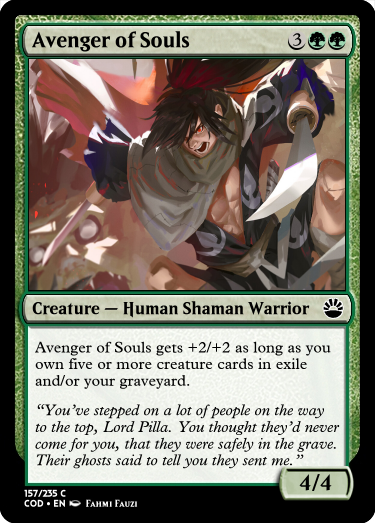 Avenger of Souls 3
Creature — Human Shaman Warrior
Avenger of Souls gets +2/+2 as long as you
own five or more creature cards in exile
and/or your graveyard.
“You’ve stepped on a lot of people on the way
to the top, Lord Pilla. You thought they’d never
come for you, that they were safely in the grave.
Their ghosts said to tell you they sent me.”
4/4
157/235 C
COD • EN Fahmi Fauzi